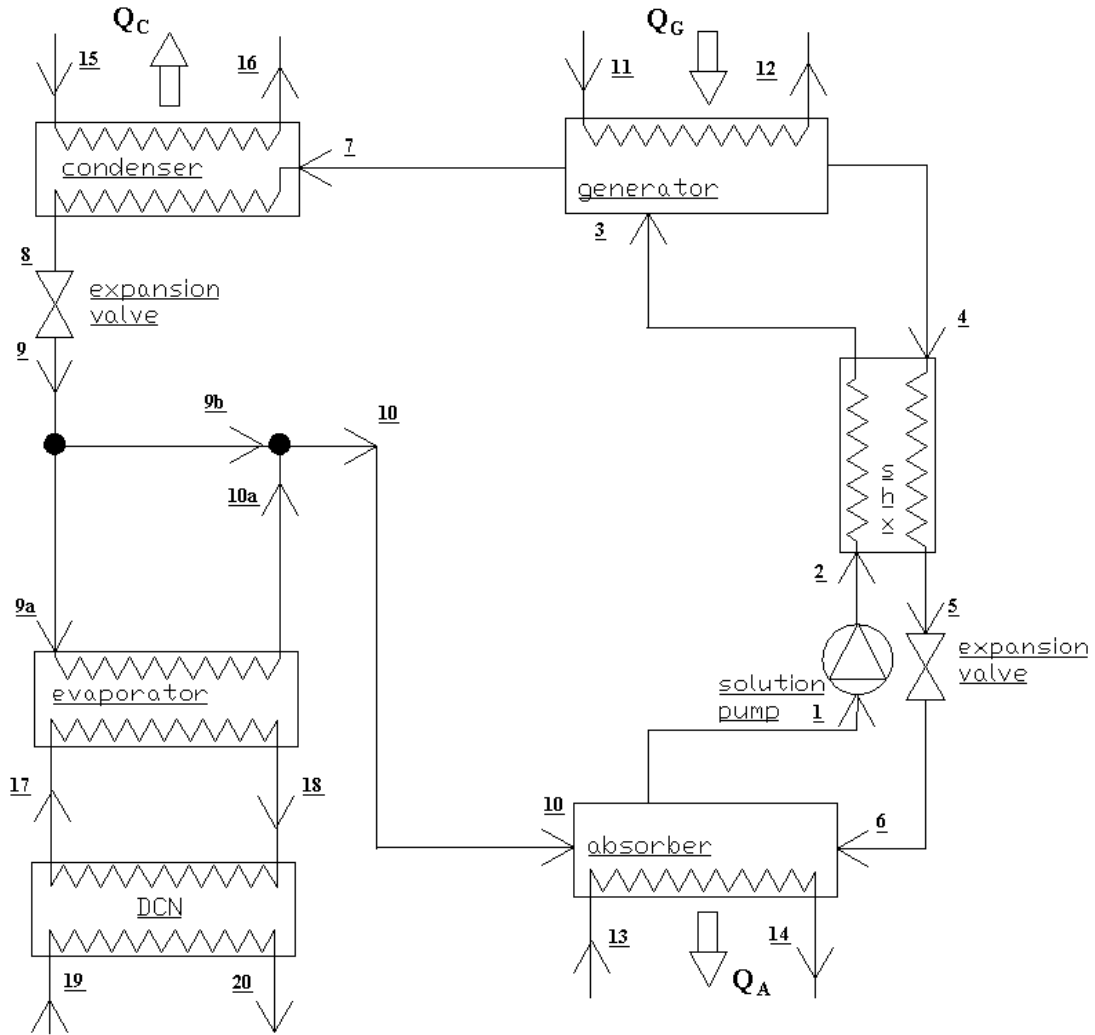 Q_C
Q_G
15
16
11
12
condenser
7
generator
3
8
expansion
valve
4
9
9b
10
10a
s
h
x
2
9a
5
evaporator
expansion
valve
solution
pump
1
17
18
10
6
absorber
DCN
13
14
19
20
Q_A